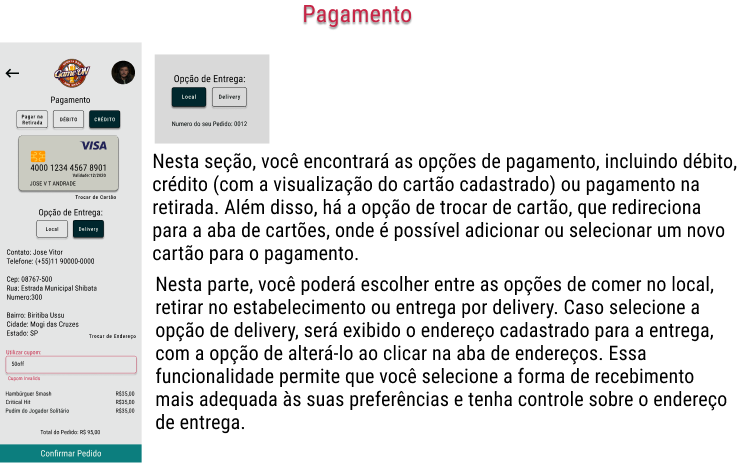 Pagamento
Game ON
Pagamento
Pagar na
Retirada
DÉBITO
CRÉDITO
VISA
4000 1234 4567 8901
Validade:12/2020
JOSE V T ANDRADE
Trocar de Cartão
Opção de Entrega:
Local
Delivery
Contato: Jose Vitor
Telefone: (+55)11 90000-0000
Cep: 08767-500
Rua: Estrada Municipal Shibata
Numero:300
Bairro: Biritiba Ussu
Cidade: Mogi das Cruzes
Estado: SP
Trocar de Endereço
Utilizar cupom:
50off
Cupom Invalido
Hambúrguer Smash R$35,00
Critical Hit R$35,00
Pudim do Jogador Solitário R$35,00
Total do Pedido: R$ 95,00
Confirmar Pedido
Opção de Entrega:
Local
Delivery
Numero do seu Pedido: 0012
Nesta seção, você encontrará as opções de pagamento, incluindo débito,
crédito (com a visualização do cartão cadastrado) ou pagamento na
retirada. Além disso, há a opção de trocar de cartão, que redireciona
para a aba de cartões, onde é possível adicionar ou selecionar um novo
cartão para o pagamento.
Nesta parte, você poderá escolher entre as opções de comer no local,
retirar no estabelecimento ou entrega por delivery. Caso selecione a
opção de delivery, será exibido o endereço cadastrado para a entrega,
com a opção de alterá-lo ao clicar na aba de endereços. Essa
funcionalidade permite que você selecione a forma de recebimento
mais adequada às suas preferências e tenha controle sobre o endereço
de entrega.